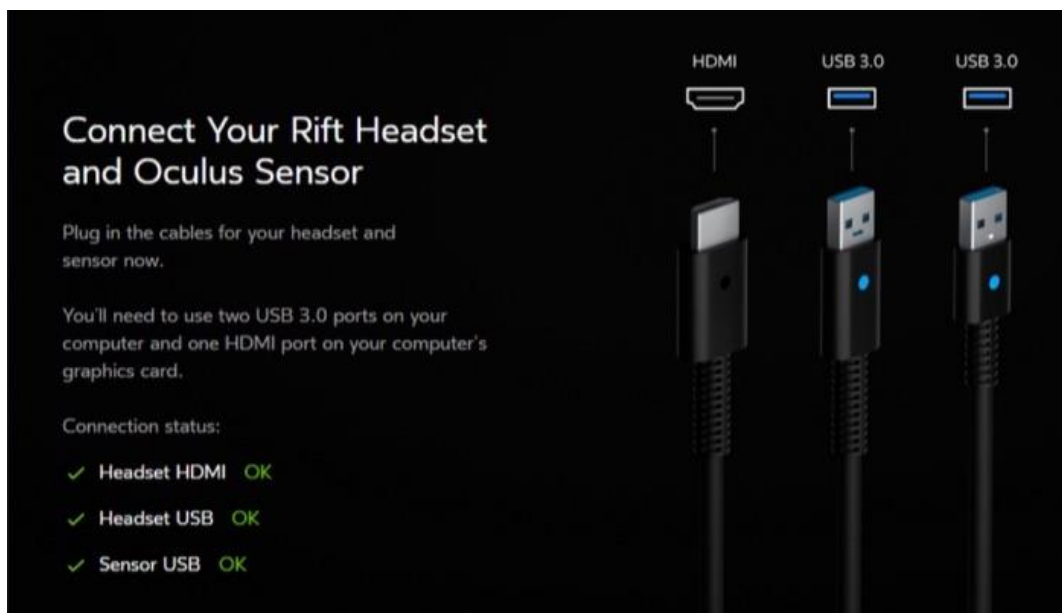 HDMI
USB 3.0
USB 3.0
Connect Your Rift Headset
and Oculus Sensor
Plug in the cables for your headset and
sensor now.
You'll need to use two USB 3.0 ports on your
computer and one HDMI port on your computer's
graphics card.
Connection status:
✓ Headset HDMI OK
✓ Headset USB OK
✓ Sensor USB OK